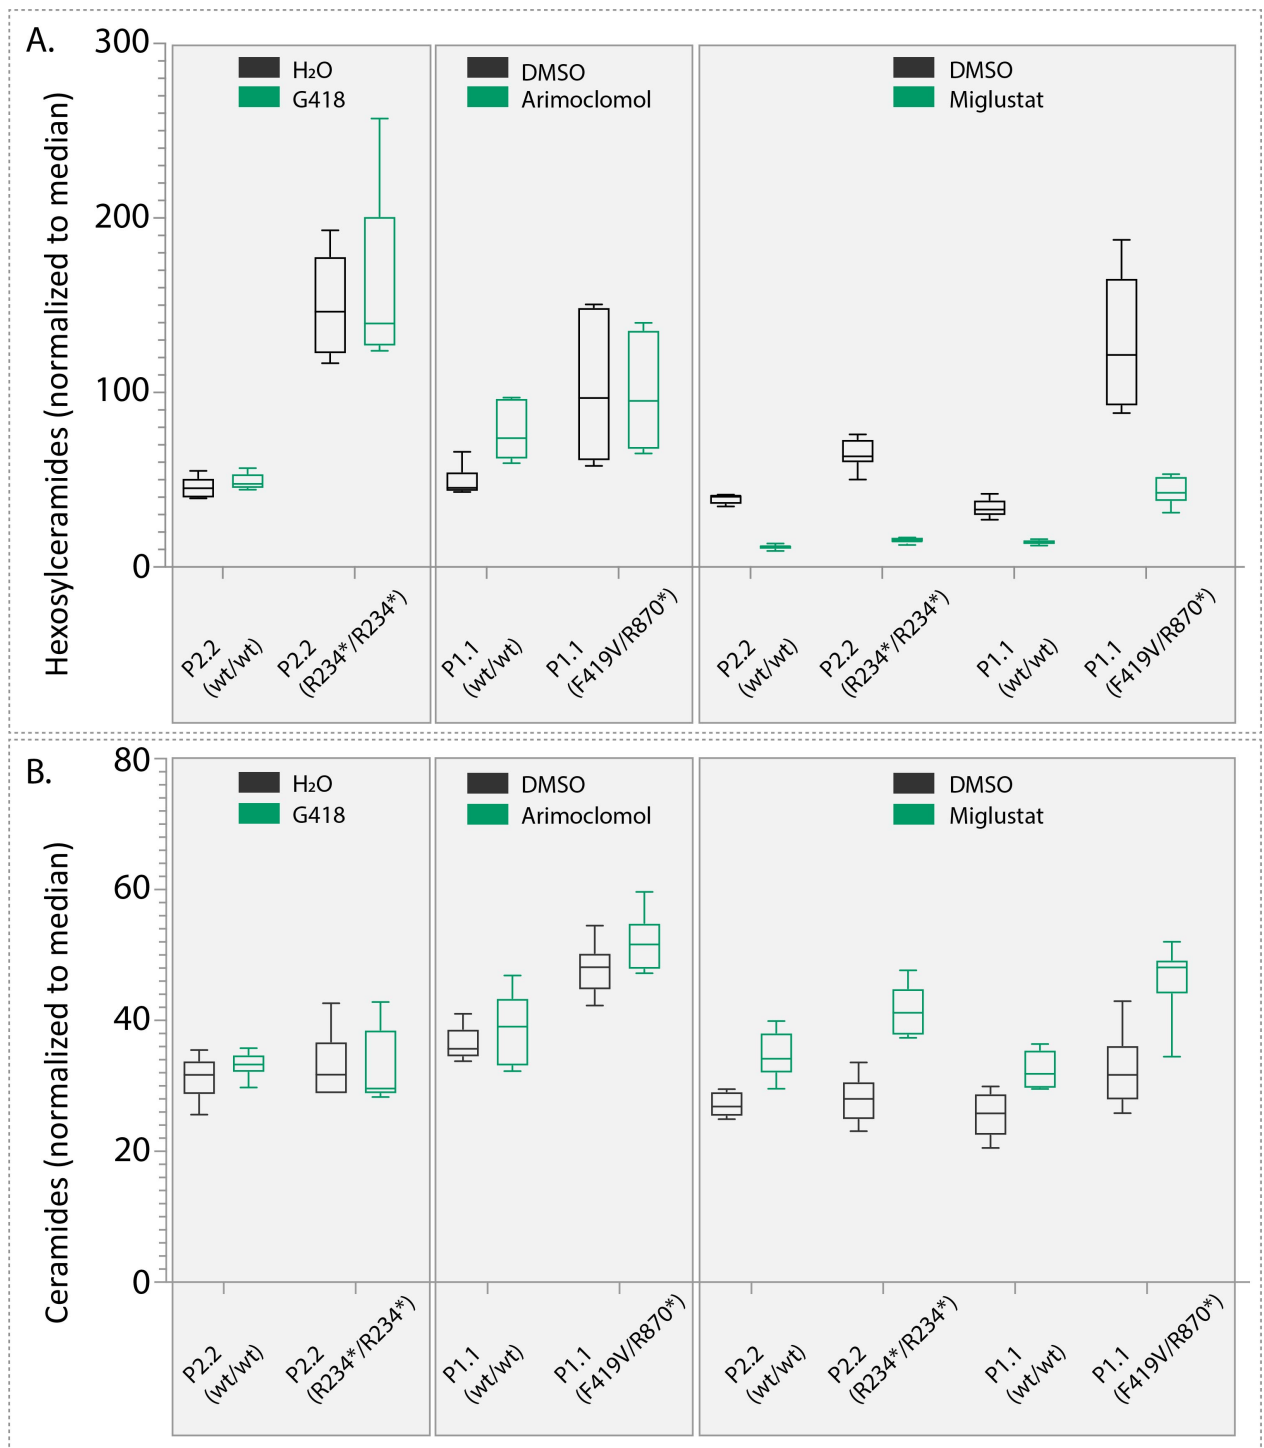 A.
Hexosylceramides (normalized to median)
300
200
100
0
H₂O
G418
DMSO
Arimoclomol
DMSO
Miglustat
P2.2
(wt/wt)
P2.2
(R234*/R234*)
P1.1
(wt/wt)
P1.1
(F419V/R870*)
P2.2
(wt/wt)
P2.2
(R234*/R234*)
P1.1
(wt/wt)
P1.1
(F419V/R870*)
B.
Ceramides (normalized to median)
80
60
40
20
0
H₂O
G418
DMSO
Arimoclomol
DMSO
Miglustat
P2.2
(wt/wt)
P2.2
(R234*/R234*)
P1.1
(wt/wt)
P1.1
(F419V/R870*)
P2.2
(wt/wt)
P2.2
(R234*/R234*)
P1.1
(wt/wt)
P1.1
(F419V/R870*)